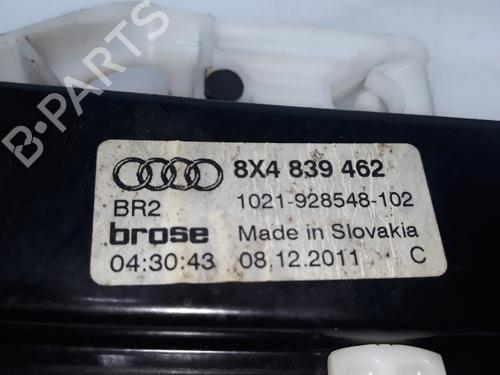 B-PARTS
8X4 839 462
BR2
1021-928548-102
brose
Made in Slovakia
04:30:43
08.12.2011
C